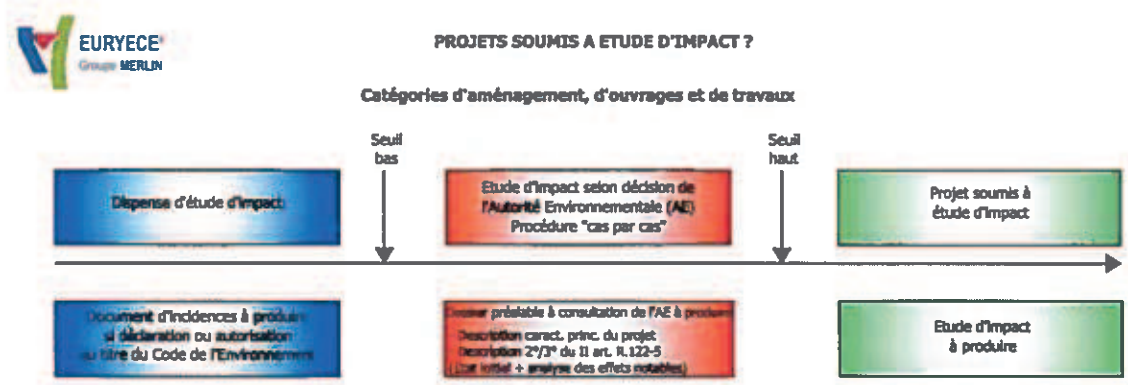 EURYECE
Groupe MERLIN
PROJETS SOUMIS A ETUDE D'IMPACT ?
Catégories d'aménagement, d'ouvrages et de travaux
Seuil
bas
Seuil
haut
Dispense d'étude d'impact
Etude d'impact selon décision de
l'Autorité Environnementale (AE)
Procédure "cas par cas"
Projet soumis à
étude d'impact
Document d'incidences à produire
si déclaration ou autorisation
au titre du Code de l'Environnement
Dossier préalable à consultation de l'AE à produire
Description caract. princ. du projet
Description 2°/3° du II art. R.122-5
(Etat initial + analyse des effets notables)
Etude d'impact
à produire